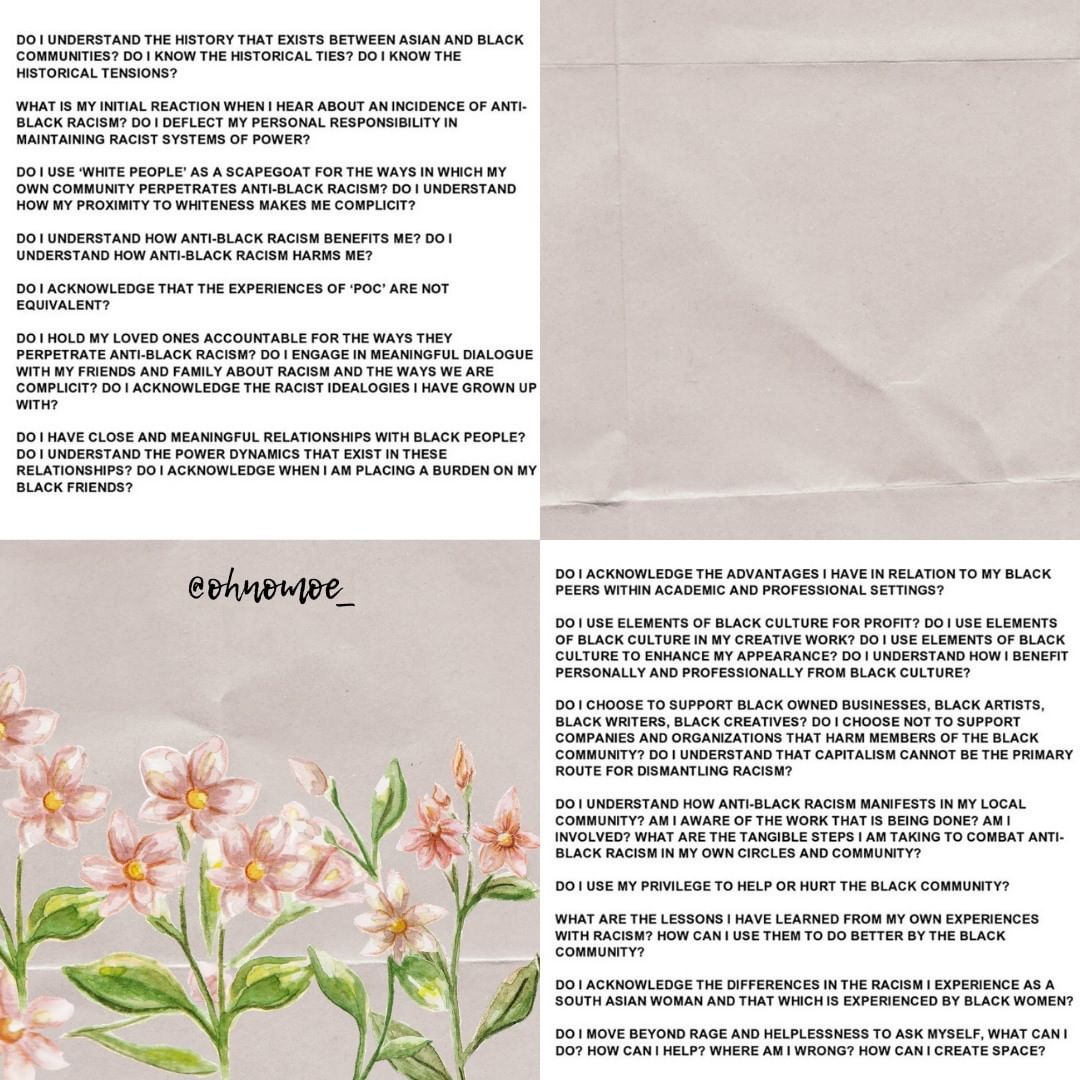 DO I UNDERSTAND THE HISTORY THAT EXISTS BETWEEN ASIAN AND BLACK
COMMUNITIES? DO I KNOW THE HISTORICAL TIES? DO I KNOW THE
HISTORICAL TENSIONS?
WHAT IS MY INITIAL REACTION WHEN I HEAR ABOUT AN INCIDENCE OF ANTI-
BLACK RACISM? DO I DEFLECT MY PERSONAL RESPONSIBILITY IN
MAINTAINING RACIST SYSTEMS OF POWER?
DO I USE ‘WHITE PEOPLE’ AS A SCAPEGOAT FOR THE WAYS IN WHICH MY
OWN COMMUNITY PERPETRATES ANTI-BLACK RACISM? DO I UNDERSTAND
HOW MY PROXIMITY TO WHITENESS MAKES ME COMPLICIT?
DO I UNDERSTAND HOW ANTI-BLACK RACISM BENEFITS ME? DO I
UNDERSTAND HOW ANTI-BLACK RACISM HARMS ME?
DO I ACKNOWLEDGE THAT THE EXPERIENCES OF ‘POC’ ARE NOT
EQUIVALENT?
DO I HOLD MY LOVED ONES ACCOUNTABLE FOR THE WAYS THEY
PERPETRATE ANTI-BLACK RACISM? DO I ENGAGE IN MEANINGFUL DIALOGUE
WITH MY FRIENDS AND FAMILY ABOUT RACISM AND THE WAYS WE ARE
COMPLICIT? DO I ACKNOWLEDGE THE RACIST IDEALOGIES I HAVE GROWN UP
WITH?
DO I HAVE CLOSE AND MEANINGFUL RELATIONSHIPS WITH BLACK PEOPLE?
DO I UNDERSTAND THE POWER DYNAMICS THAT EXIST IN THESE
RELATIONSHIPS? DO I ACKNOWLEDGE WHEN I AM PLACING A BURDEN ON MY
BLACK FRIENDS?
@ohnomoe_
DO I ACKNOWLEDGE THE ADVANTAGES I HAVE IN RELATION TO MY BLACK
PEERS WITHIN ACADEMIC AND PROFESSIONAL SETTINGS?
DO I USE ELEMENTS OF BLACK CULTURE FOR PROFIT? DO I USE ELEMENTS
OF BLACK CULTURE IN MY CREATIVE WORK? DO I USE ELEMENTS OF BLACK
CULTURE TO ENHANCE MY APPEARANCE? DO I UNDERSTAND HOW I BENEFIT
PERSONALLY AND PROFESSIONALLY FROM BLACK CULTURE?
DO I CHOOSE TO SUPPORT BLACK OWNED BUSINESSES, BLACK ARTISTS,
BLACK WRITERS, BLACK CREATIVES? DO I CHOOSE NOT TO SUPPORT
COMPANIES AND ORGANIZATIONS THAT HARM MEMBERS OF THE BLACK
COMMUNITY? DO I UNDERSTAND THAT CAPITALISM CANNOT BE THE PRIMARY
ROUTE FOR DISMANTLING RACISM?
DO I UNDERSTAND HOW ANTI-BLACK RACISM MANIFESTS IN MY LOCAL
COMMUNITY? AM I AWARE OF THE WORK THAT IS BEING DONE? AM I
INVOLVED? WHAT ARE THE TANGIBLE STEPS I AM TAKING TO COMBAT ANTI-
BLACK RACISM IN MY OWN CIRCLES AND COMMUNITY?
DO I USE MY PRIVILEGE TO HELP OR HURT THE BLACK COMMUNITY?
WHAT ARE THE LESSONS I HAVE LEARNED FROM MY OWN EXPERIENCES
WITH RACISM? HOW CAN I USE THEM TO DO BETTER BY THE BLACK
COMMUNITY?
DO I ACKNOWLEDGE THE DIFFERENCES IN THE RACISM I EXPERIENCE AS A
SOUTH ASIAN WOMAN AND THAT WHICH IS EXPERIENCED BY BLACK WOMEN?
DO I MOVE BEYOND RAGE AND HELPLESSNESS TO ASK MYSELF, WHAT CAN I
DO? HOW CAN I HELP? WHERE AM I WRONG? HOW CAN I CREATE SPACE?